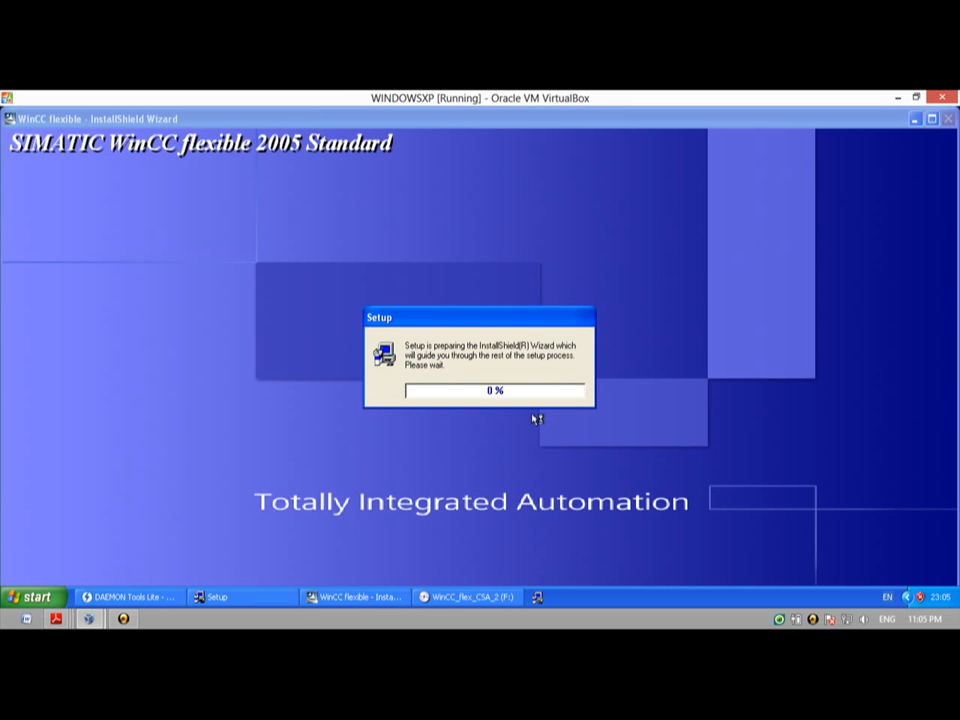 WINDOWSXP [Running] - Oracle VM VirtualBox
WinCC flexible - InstallShield Wizard
SIMATIC WinCC flexible 2005 Standard
Setup
Setup is preparing the InstallShield(R) Wizard which
will guide you through the rest of the setup process.
Please wait.
0 %
Totally Integrated Automation
start
DAEMON Tools Lite - ...
Setup
WinCC flexible - Insta...
WinCC_flex_CSA_2 (F:)
EN
23:05
ENG
11:05 PM